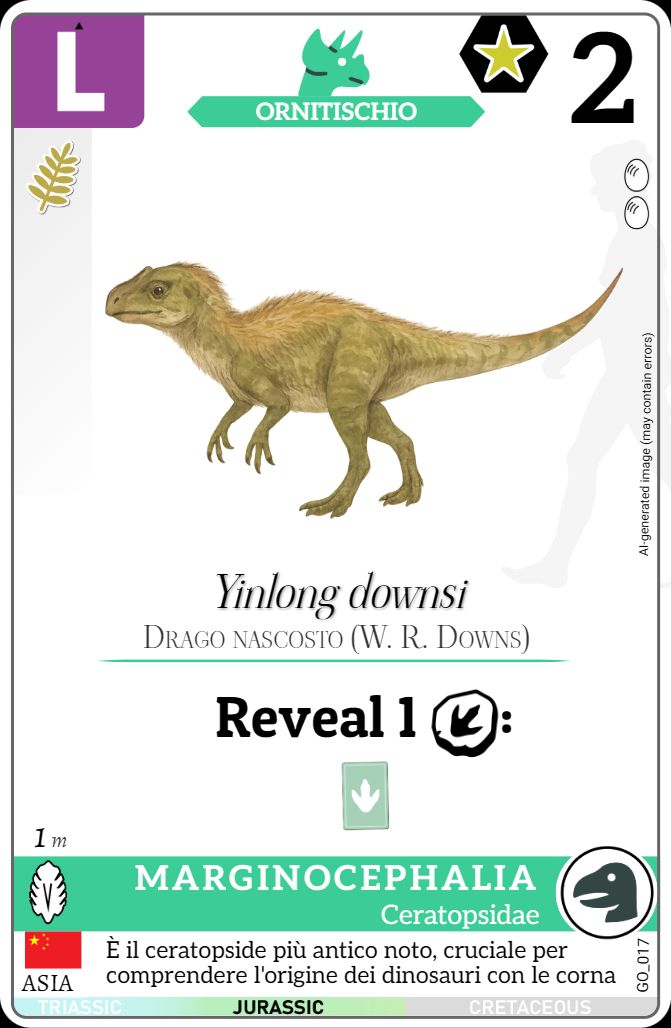 L
ORNITISCHIO
2
AI-generated image (may contain errors)
Yinlong downsi
Drago nascosto (W. R. Downs)
Reveal 1 :
1 m
MARGINOCEPHALIA
Ceratopsidae
V
ASIA
È il ceratopside più antico noto, cruciale per
comprendere l'origine dei dinosauri con le corna
GO_017
TRIASSIC JURASSIC CRETACEOUS